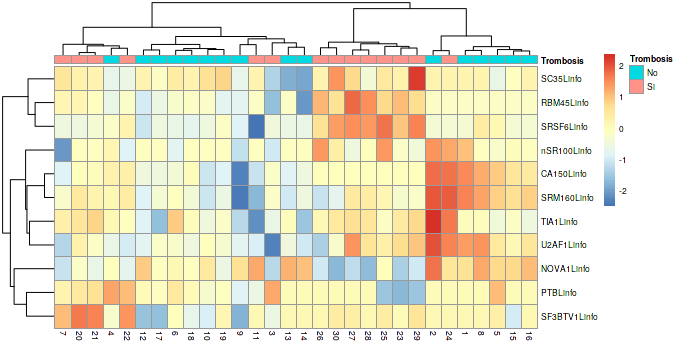 Trombosis
Trombosis
No
SI
SC35Linfo
RBM45Linfo
SRSF6Linfo
nSR100Linfo
CA150Linfo
SRM160Linfo
TIA1Linfo
U2AF1Linfo
NOVA1Linfo
PTBLinfo
SF3BTV1Linfo
2
1
0
-1
-2
7 20 21 4 22 12 17 6 18 10 19 9 11 3 13 14 26 30 27 28 25 23 29 2 24 1 8 5 15 16